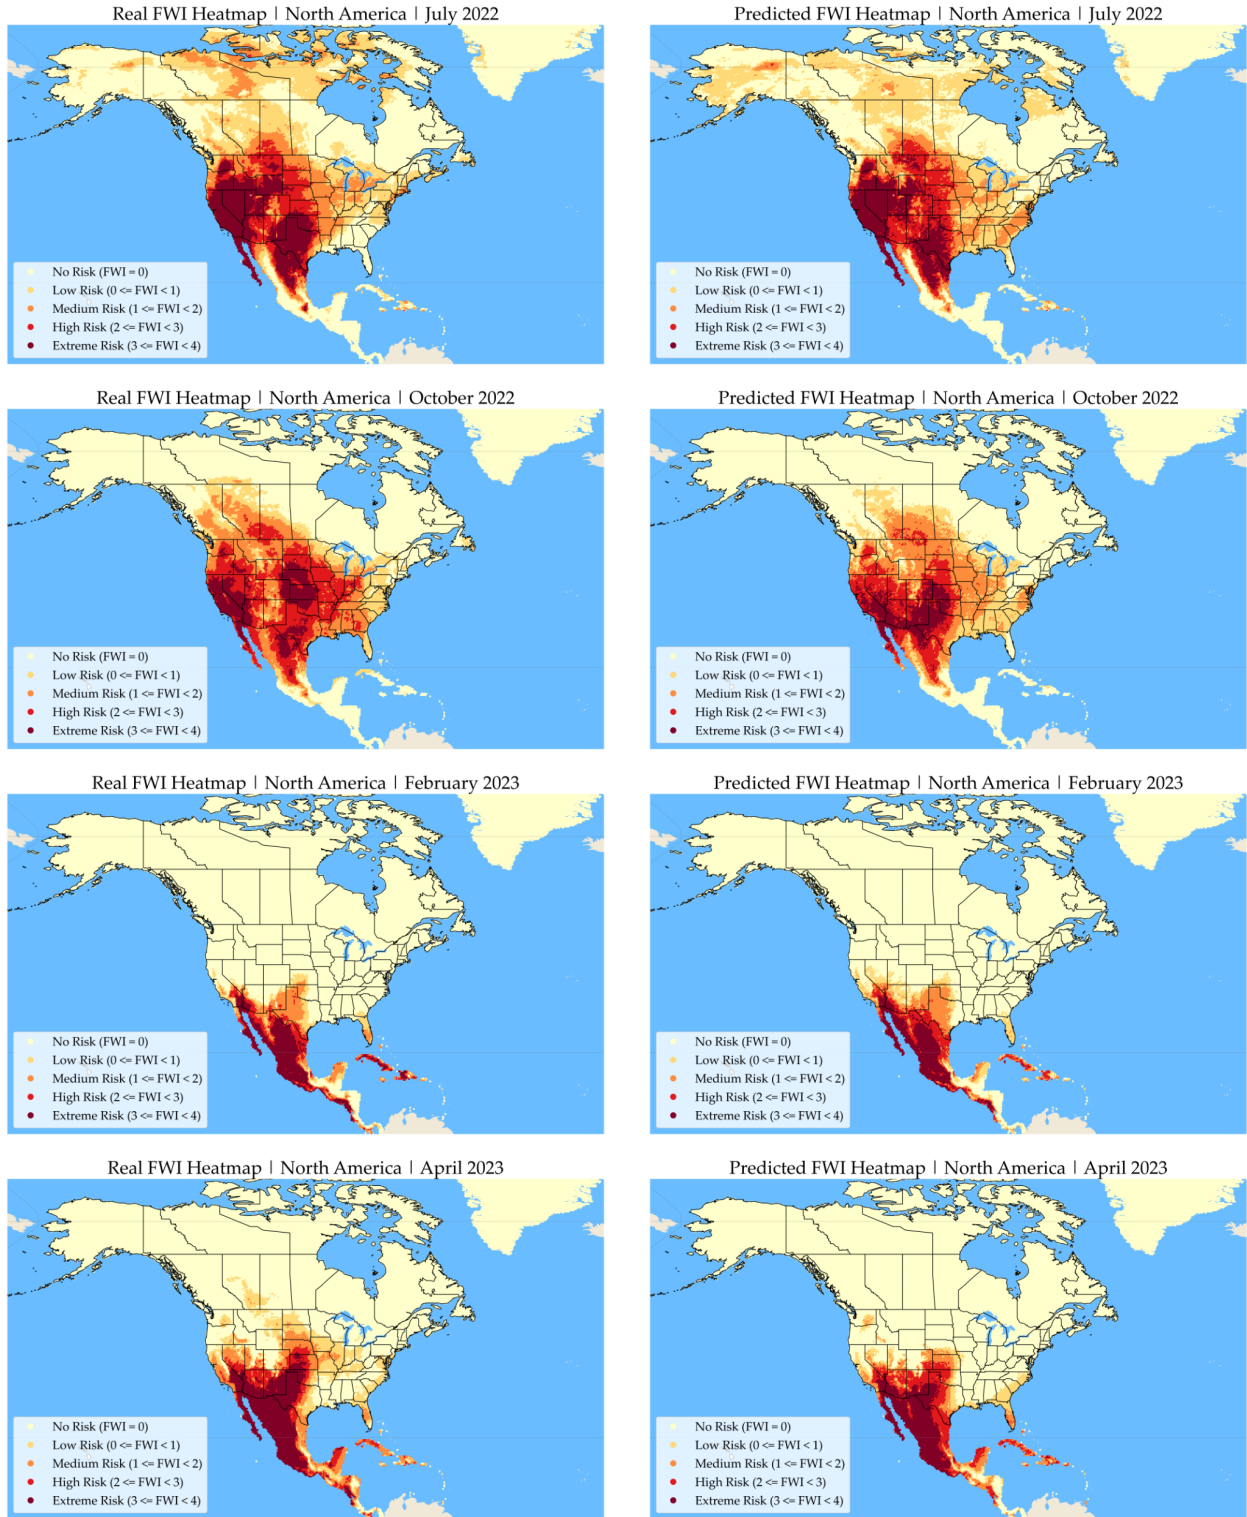 Real FWI Heatmap | North America | July 2022
Predicted FWI Heatmap | North America | July 2022
No Risk (FWI = 0)
Low Risk (0 <= FWI < 1)
Medium Risk (1 <= FWI < 2)
High Risk (2 <= FWI < 3)
Extreme Risk (3 <= FWI < 4)
No Risk (FWI = 0)
Low Risk (0 <= FWI < 1)
Medium Risk (1 <= FWI < 2)
High Risk (2 <= FWI < 3)
Extreme Risk (3 <= FWI < 4)
Real FWI Heatmap | North America | October 2022
Predicted FWI Heatmap | North America | October 2022
No Risk (FWI = 0)
Low Risk (0 <= FWI < 1)
Medium Risk (1 <= FWI < 2)
High Risk (2 <= FWI < 3)
Extreme Risk (3 <= FWI < 4)
No Risk (FWI = 0)
Low Risk (0 <= FWI < 1)
Medium Risk (1 <= FWI < 2)
High Risk (2 <= FWI < 3)
Extreme Risk (3 <= FWI < 4)
Real FWI Heatmap | North America | February 2023
Predicted FWI Heatmap | North America | February 2023
No Risk (FWI = 0)
Low Risk (0 <= FWI < 1)
Medium Risk (1 <= FWI < 2)
High Risk (2 <= FWI < 3)
Extreme Risk (3 <= FWI < 4)
No Risk (FWI = 0)
Low Risk (0 <= FWI < 1)
Medium Risk (1 <= FWI < 2)
High Risk (2 <= FWI < 3)
Extreme Risk (3 <= FWI < 4)
Real FWI Heatmap | North America | April 2023
Predicted FWI Heatmap | North America | April 2023
No Risk (FWI = 0)
Low Risk (0 <= FWI < 1)
Medium Risk (1 <= FWI < 2)
High Risk (2 <= FWI < 3)
Extreme Risk (3 <= FWI < 4)
No Risk (FWI = 0)
Low Risk (0 <= FWI < 1)
Medium Risk (1 <= FWI < 2)
High Risk (2 <= FWI < 3)
Extreme Risk (3 <= FWI < 4)